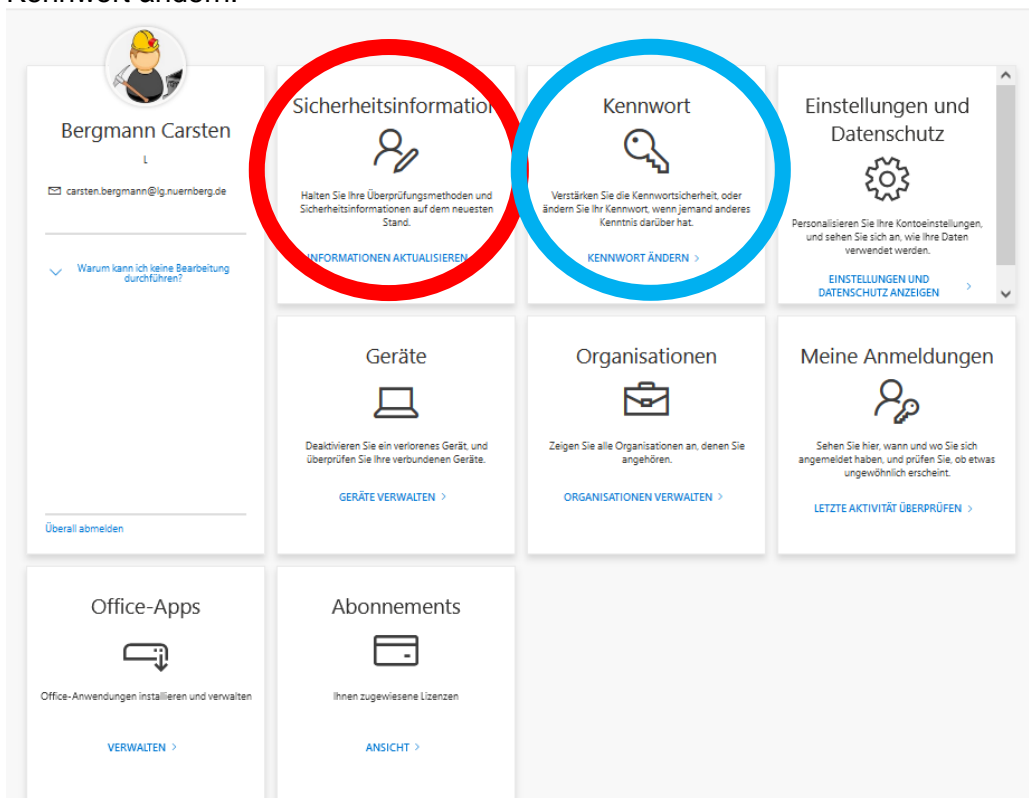 Kennwort ändern.
Bergmann Carsten
L
carsten.bergmann@lg.nuernberg.de
Warum kann ich keine Bearbeitung
durchführen?
Überall abmelden
Sicherheitsinformation
Halten Sie Ihre Überprüfungsmethoden und
Sicherheitsinformationen auf dem neuesten
Stand.
INFORMATIONEN AKTUALISIEREN
Kennwort
Verstärken Sie die Kennwortsicherheit, oder
ändern Sie Ihr Kennwort, wenn jemand anderes
Kenntnis darüber hat.
KENNWORT ÄNDERN >
Einstellungen und
Datenschutz
Personalisieren Sie Ihre Kontoeinstellungen,
und sehen Sie sich an, wie Ihre Daten
verwendet werden.
EINSTELLUNGEN UND
DATENSCHUTZ ANZEIGEN >
Geräte
Deaktivieren Sie ein verlorenes Gerät, und
überprüfen Sie Ihre verbundenen Geräte.
GERÄTE VERWALTEN >
Organisationen
Zeigen Sie alle Organisationen an, denen Sie
angehören.
ORGANISATIONEN VERWALTEN >
Meine Anmeldungen
Sehen Sie hier, wann und wo Sie sich
angemeldet haben, und prüfen Sie, ob etwas
ungewöhnlich erscheint.
LETZTE AKTIVITÄT ÜBERPRÜFEN >
Office-Apps
Office-Anwendungen installieren und verwalten
VERWALTEN >
Abonnements
Ihnen zugewiesene Lizenzen
ANSICHT >